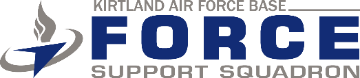 KIRTLAND AIR FORCE BASE
FORCE
SUPPORT SQUADRON